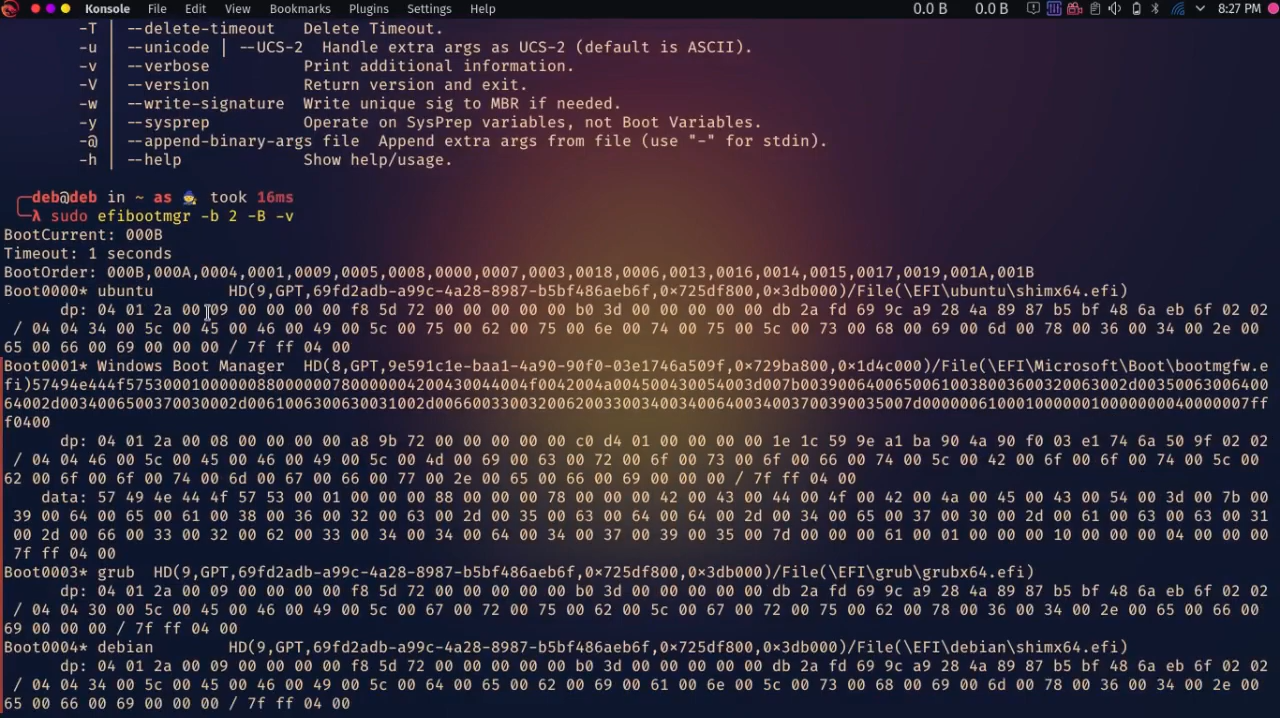 Konsole File Edit View Bookmarks Plugins Settings Help 0.0 B 0.0 B 8:27 PM
-T | --delete-timeout Delete Timeout.
-u | --unicode | --UCS-2 Handle extra args as UCS-2 (default is ASCII).
-v | --verbose Print additional information.
-V | --version Return version and exit.
-w | --write-signature Write unique sig to MBR if needed.
-y | --sysprep Operate on SysPrep variables, not Boot Variables.
-@ | --append-binary-args file Append extra args from file (use "-" for stdin).
-h | --help Show help/usage.
deb@deb in ~ as 🧙 took 16ms
λ sudo efibootmgr -b 2 -B -v
BootCurrent: 000B
Timeout: 1 seconds
BootOrder: 000B,000A,0004,0001,0009,0005,0008,0000,0007,0003,0018,0006,0013,0016,0014,0015,0017,0019,001A,001B
Boot0000* ubuntu HD(9,GPT,69fd2adb-a99c-4a28-8987-b5bf486aeb6f,0×725df800,0×3db000)/File(\EFI\ubuntu\shimx64.efi)
dp: 04 01 2a 00 09 00 00 00 00 f8 5d 72 00 00 00 00 00 b0 3d 00 00 00 00 00 db 2a fd 69 9c a9 28 4a 89 87 b5 bf 48 6a eb 6f 02 02
/ 04 04 34 00 5c 00 45 00 46 00 49 00 5c 00 75 00 62 00 75 00 6e 00 74 00 75 00 5c 00 73 00 68 00 69 00 6d 00 78 00 36 00 34 00 2e 00
65 00 66 00 69 00 00 00 / 7f ff 04 00
Boot0001* Windows Boot Manager HD(8,GPT,9e591c1e-baa1-4a90-90f0-03e1746a509f,0×729ba800,0×1d4c000)/File(\EFI\Microsoft\Boot\bootmgfw.e
fi)57494e444f5753000100000088000000780000004200430044004f0042004a004500430054003d007b00390064006500610038003600320063002d00350063006400
64002d0034006500370030002d0061006300630031002d006600330032006200330034003400640034003700390035007d00000061000100000010000000040000007fff
f0400
dp: 04 01 2a 00 08 00 00 00 00 a8 9b 72 00 00 00 00 00 c0 d4 01 00 00 00 00 1e 1c 59 9e a1 ba 90 4a 90 f0 03 e1 74 6a 50 9f 02 02
/ 04 04 46 00 5c 00 45 00 46 00 49 00 5c 00 4d 00 69 00 63 00 72 00 6f 00 73 00 6f 00 66 00 74 00 5c 00 42 00 6f 00 6f 00 74 00 5c 00
62 00 6f 00 6f 00 74 00 6d 00 67 00 66 00 77 00 2e 00 65 00 66 00 69 00 00 00 / 7f ff 04 00
data: 57 49 4e 44 4f 57 53 00 01 00 00 00 88 00 00 00 78 00 00 00 42 00 43 00 44 00 4f 00 42 00 4a 00 45 00 43 00 54 00 3d 00 7b 00
39 00 64 00 65 00 61 00 38 00 36 00 32 00 63 00 2d 00 35 00 63 00 64 00 64 00 2d 00 34 00 65 00 37 00 30 00 2d 00 61 00 63 00 63 00 31
00 2d 00 66 00 33 00 32 00 62 00 33 00 34 00 34 00 64 00 34 00 37 00 39 00 35 00 7d 00 00 00 61 00 01 00 00 00 10 00 00 00 04 00 00 00
7f ff 04 00
Boot0003* grub HD(9,GPT,69fd2adb-a99c-4a28-8987-b5bf486aeb6f,0×725df800,0×3db000)/File(\EFI\grub\grubx64.efi)
dp: 04 01 2a 00 09 00 00 00 00 f8 5d 72 00 00 00 00 00 b0 3d 00 00 00 00 00 db 2a fd 69 9c a9 28 4a 89 87 b5 bf 48 6a eb 6f 02 02
/ 04 04 30 00 5c 00 45 00 46 00 49 00 5c 00 67 00 72 00 75 00 62 00 5c 00 67 00 72 00 75 00 62 00 78 00 36 00 34 00 2e 00 65 00 66 00
69 00 00 00 / 7f ff 04 00
Boot0004* debian HD(9,GPT,69fd2adb-a99c-4a28-8987-b5bf486aeb6f,0×725df800,0×3db000)/File(\EFI\debian\shimx64.efi)
dp: 04 01 2a 00 09 00 00 00 00 f8 5d 72 00 00 00 00 00 b0 3d 00 00 00 00 00 db 2a fd 69 9c a9 28 4a 89 87 b5 bf 48 6a eb 6f 02 02
/ 04 04 34 00 5c 00 45 00 46 00 49 00 5c 00 64 00 65 00 62 00 69 00 61 00 6e 00 5c 00 73 00 68 00 69 00 6d 00 78 00 36 00 34 00 2e 00
65 00 66 00 69 00 00 00 / 7f ff 04 00